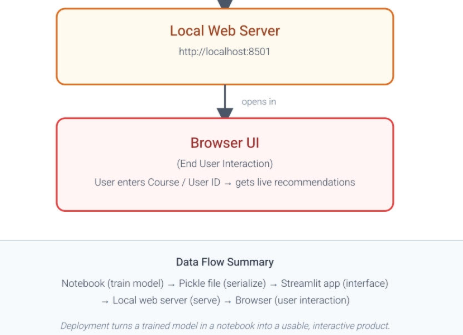 Local Web Server
http://localhost:8501
opens in
Browser UI
(End User Interaction)
User enters Course / User ID → gets live recommendations
Data Flow Summary
Notebook (train model) → Pickle file (serialize) → Streamlit app (interface)
→ Local web server (serve) → Browser (user interaction)
Deployment turns a trained model in a notebook into a usable, interactive product.